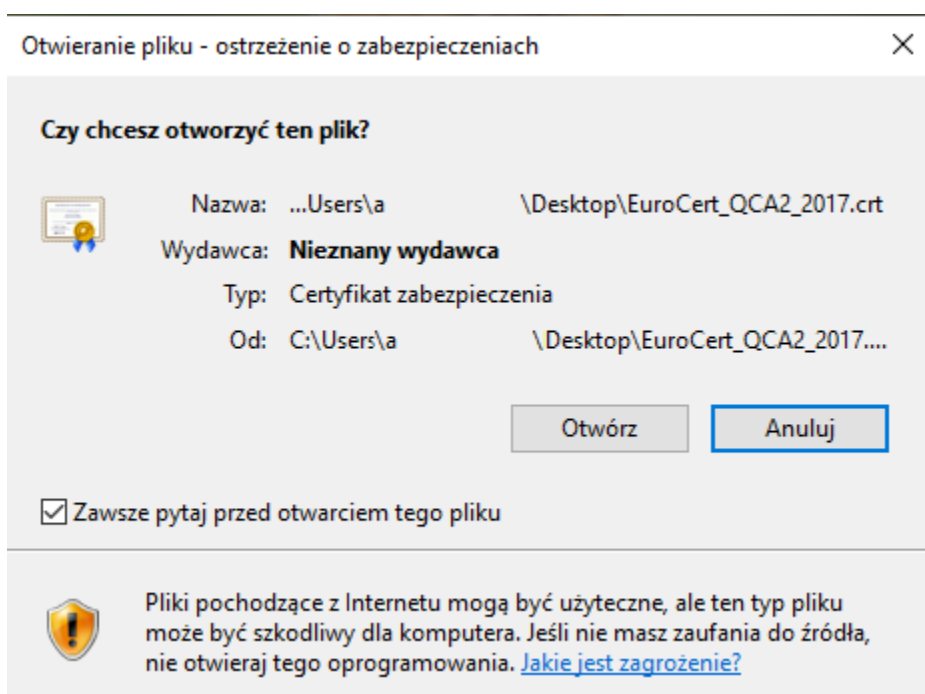 Otwieranie pliku - ostrzeżenie o zabezpieczeniach
Czy chcesz otworzyć ten plik?
Nazwa: ...Users\a \Desktop\EuroCert_QCA2_2017.crt
Wydawca: Nieznany wydawca
Typ: Certyfikat zabezpieczenia
Od: C:\Users\a \Desktop\EuroCert_QCA2_2017....
Otwórz Anuluj
Zawsze pytaj przed otwarciem tego pliku
Pliki pochodzące z Internetu mogą być użyteczne, ale ten typ pliku
może być szkodliwy dla komputera. Jeśli nie masz zaufania do źródła,
nie otwieraj tego oprogramowania. Jakie jest zagrożenie?